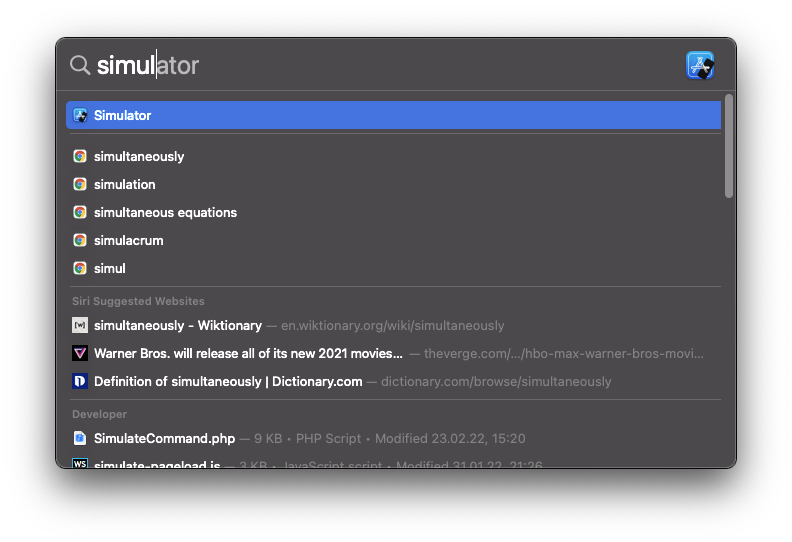 simulator
Simulator
simultaneously
simulation
simultaneous equations
simulacrum
simul
Siri Suggested Websites
simultaneously - Wiktionary — en.wiktionary.org/wiki/simultaneously
Warner Bros. will release all of its new 2021 movies... — theverge.com/.../hbo-max-warner-bros-movi...
Definition of simultaneously | Dictionary.com — dictionary.com/browse/simultaneously
Developer
SimulateCommand.php — 9 KB • PHP Script • Modified 23.02.22, 15:20
simulate-pageload.js — 3 KB • JavaScript script • Modified 31.01.22, 21:26